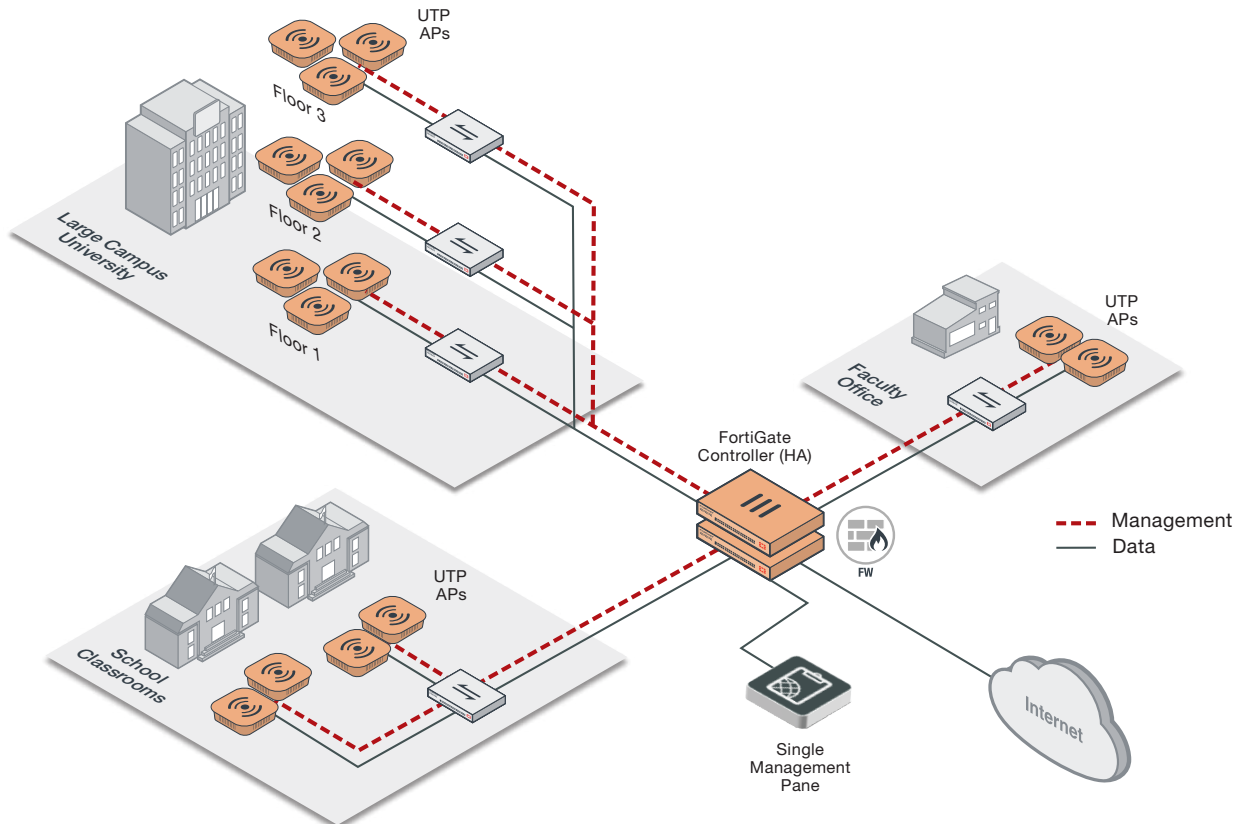 UTP
APs
Floor 3
Floor 2
Floor 1
Large Campus
University
UTP
APs
Faculty
Office
FortiGate
Controller (HA)
FW
Management
Data
UTP
APs
School
Classrooms
Single
Management
Pane
Internet